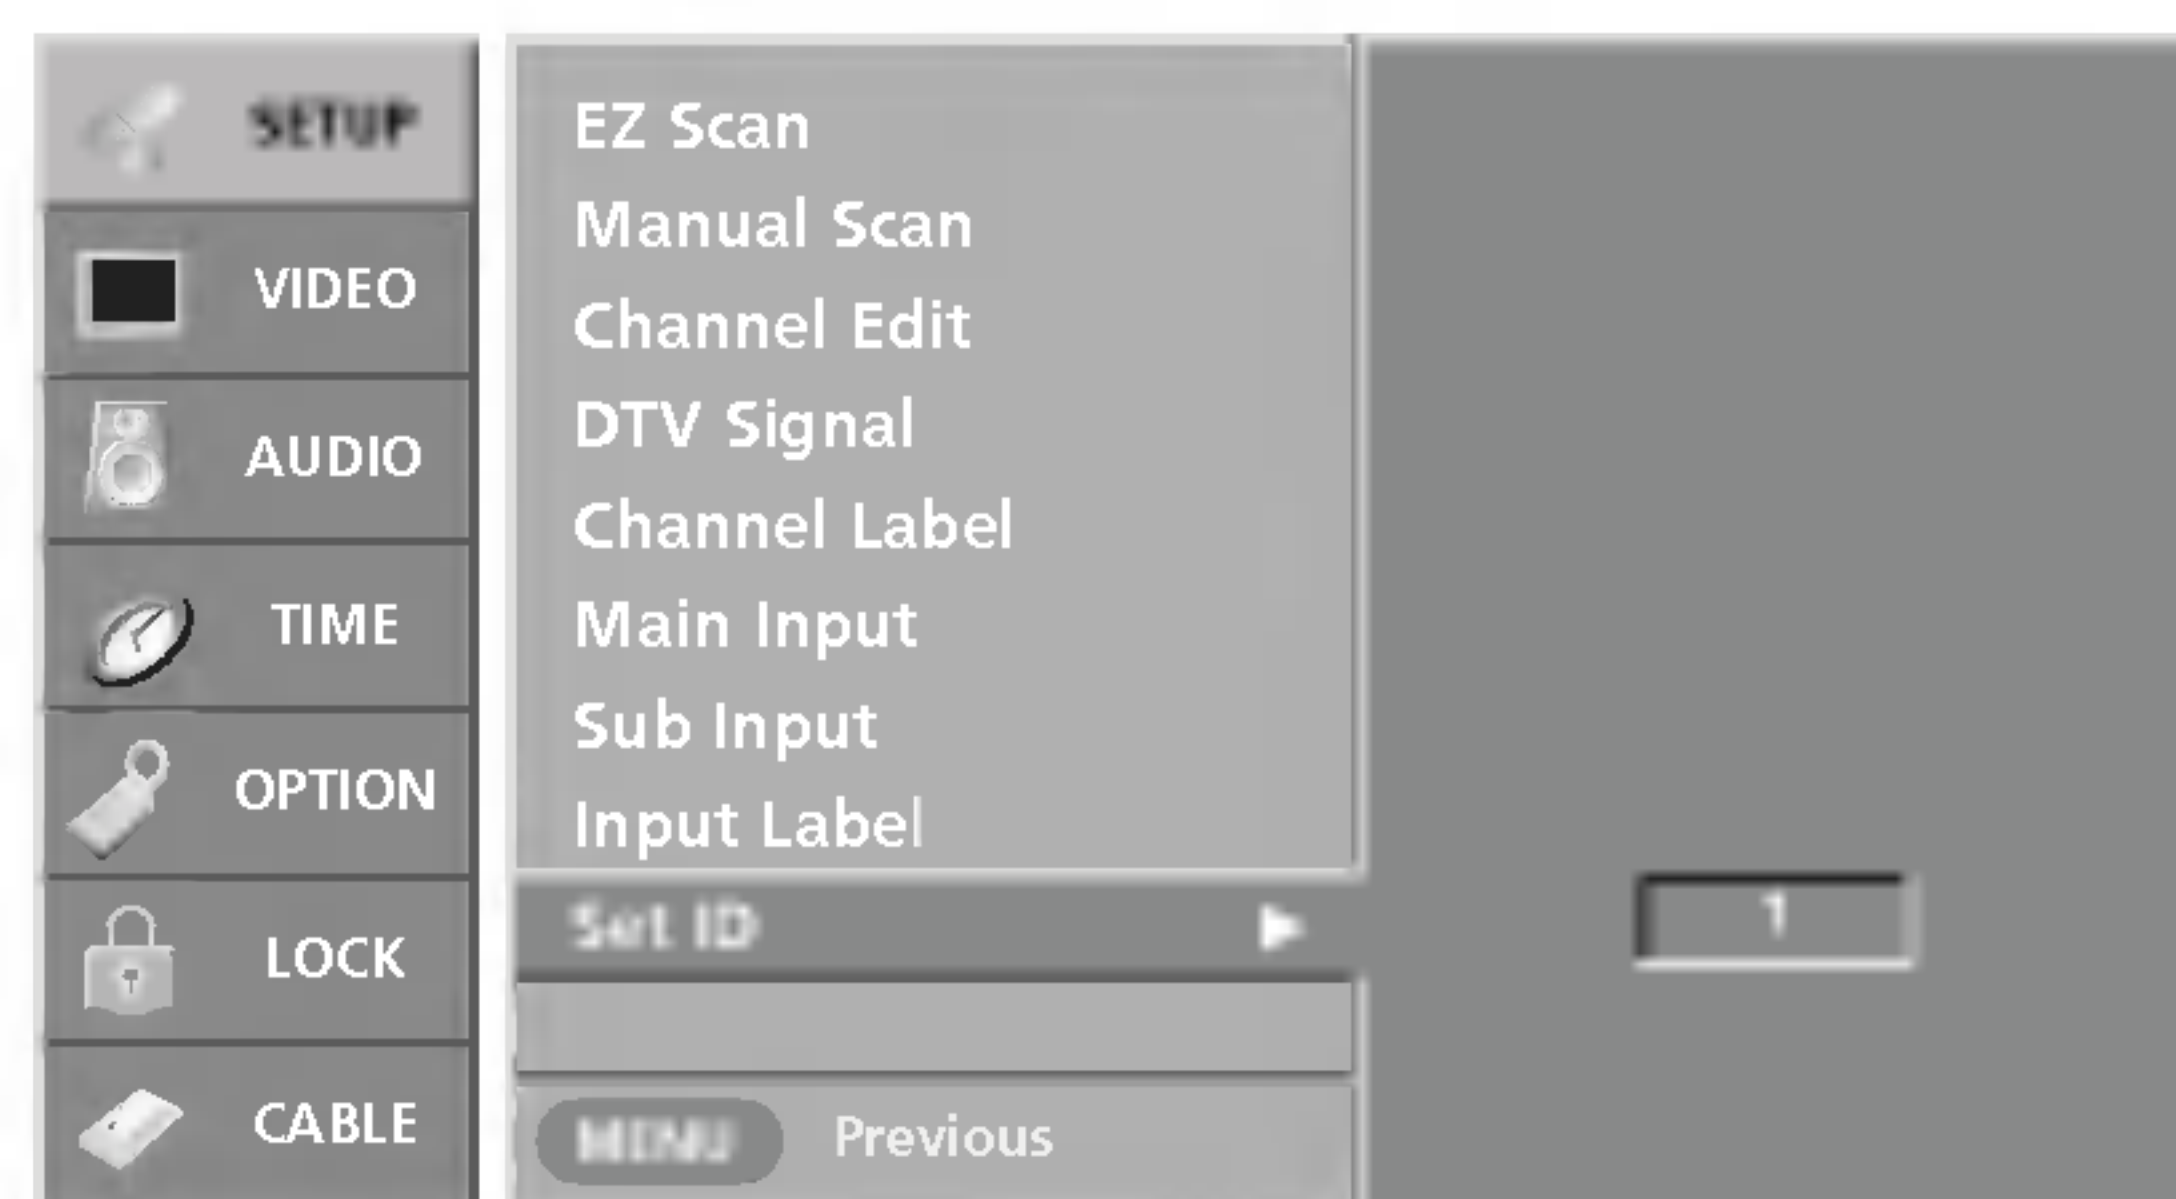 SETUP
VIDEO
AUDIO
TIME
OPTION
LOCK
CABLE
EZ Scan
Manual Scan
Channel Edit
DTV Signal
Channel Label
Main Input
Sub Input
Input Label
Set ID ▶ 1
MENU Previous